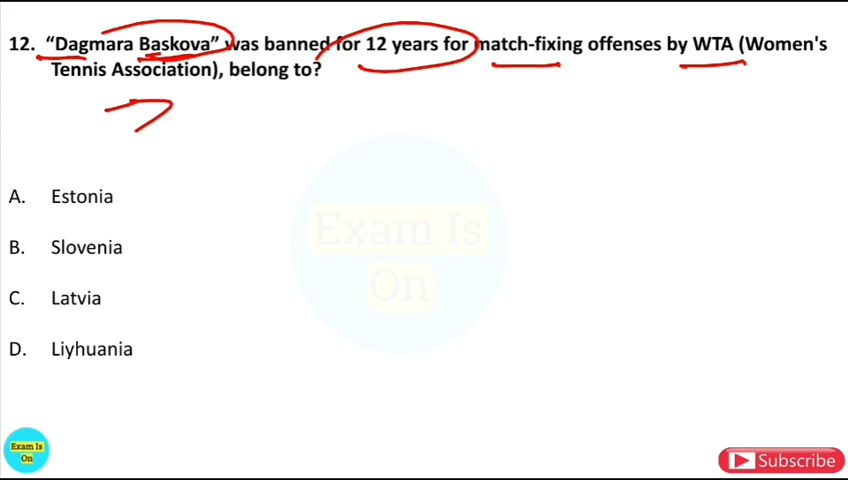 12. “Dagmara Baskova” was banned for 12 years for match-fixing offenses by WTA (Women's
Tennis Association), belong to?
A. Estonia
B. Slovenia
C. Latvia
D. Liyhuania
Exam Is
On
Exam Is
On
Subscribe